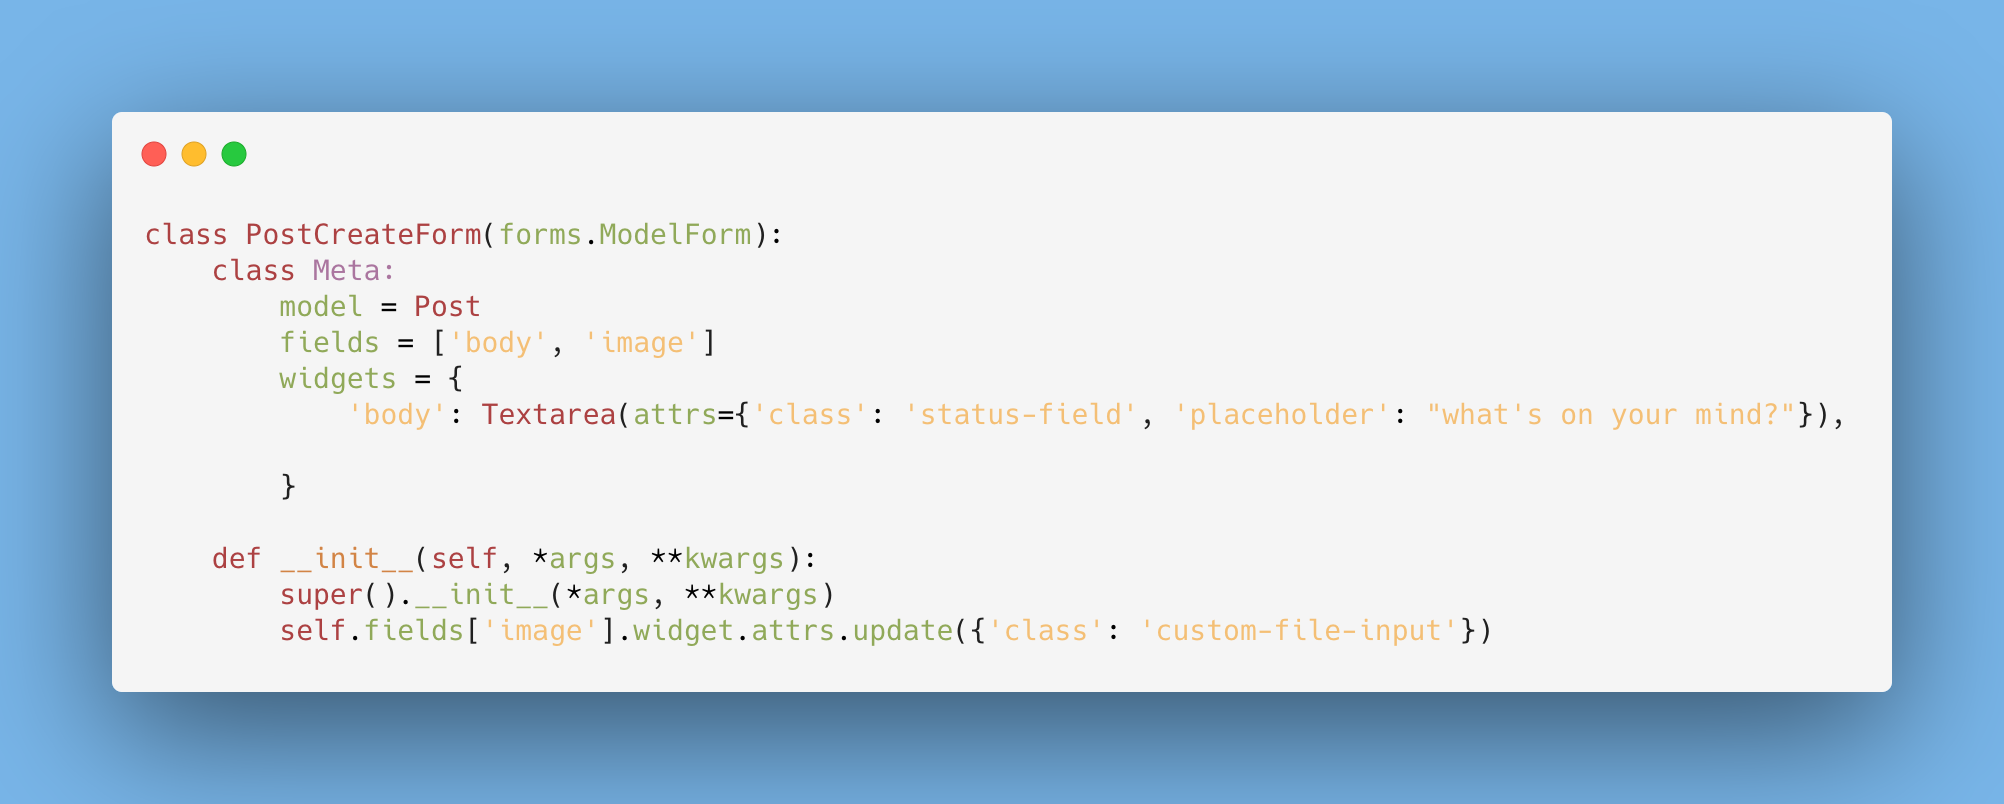 class PostCreateForm(forms.ModelForm):
    class Meta:
        model = Post
        fields = ['body', 'image']
        widgets = {
            'body': Textarea(attrs={'class': 'status-field', 'placeholder': "what's on your mind?"}),

        }

    def __init__(self, *args, **kwargs):
        super().__init__(*args, **kwargs)
        self.fields['image'].widget.attrs.update({'class': 'custom-file-input'})